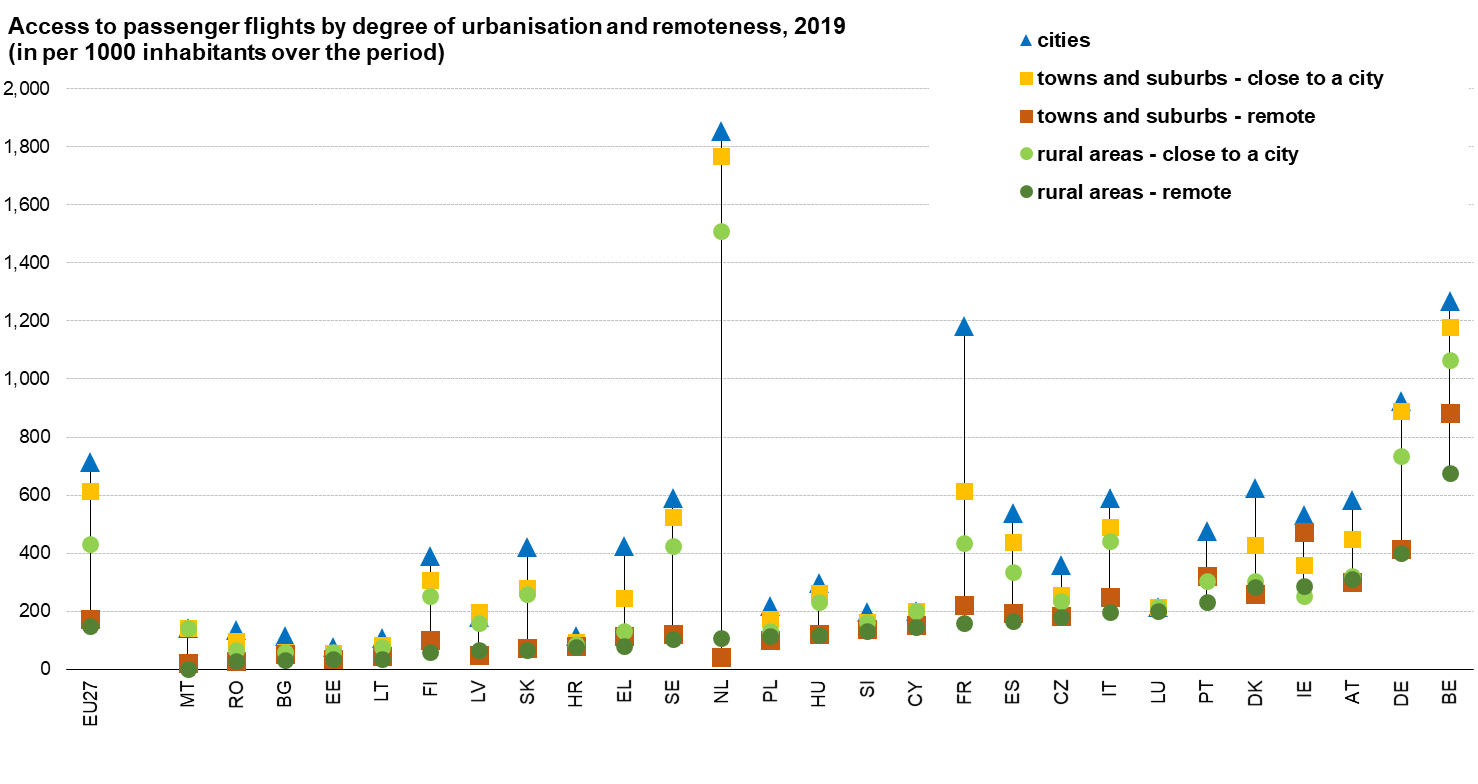 Access to passenger flights by degree of urbanisation and remoteness, 2019
(in per 1000 inhabitants over the period)
cities
towns and suburbs - close to a city
towns and suburbs - remote
rural areas - close to a city
rural areas - remote
2,000
1,800
1,600
1,400
1,200
1,000
800
600
400
200
0
EU27
MT
RO
BG
EE
LT
FI
LV
SK
HR
EL
SE
NL
PL
HU
SI
CY
FR
ES
CZ
IT
LU
PT
DK
IE
AT
DE
BE